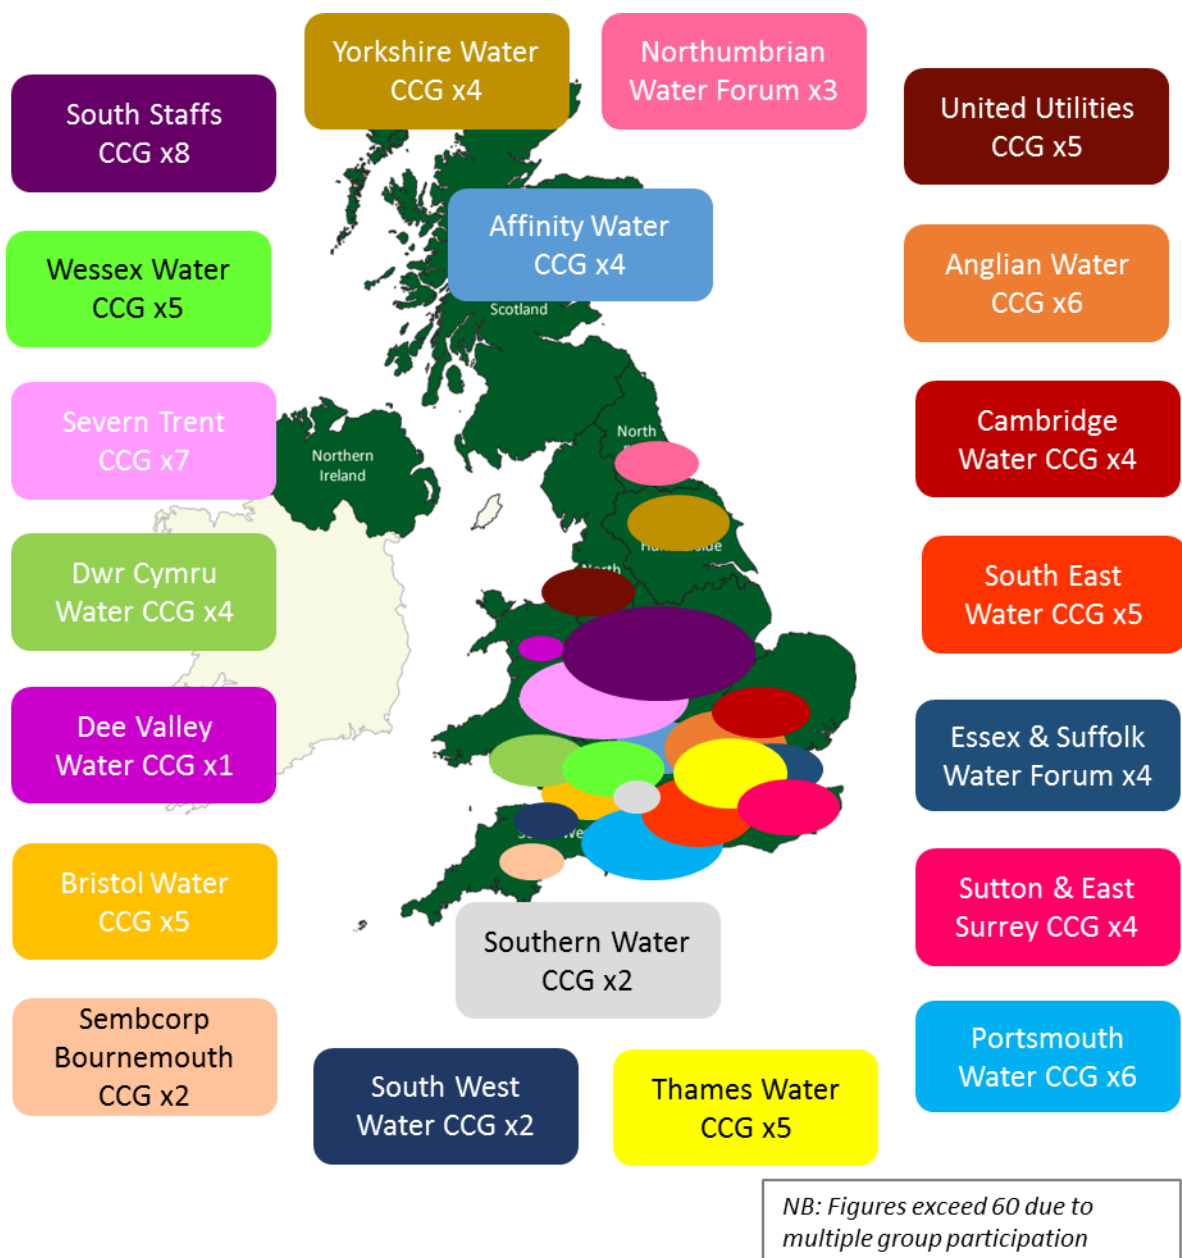 Yorkshire Water
CCG x4
Northumbrian
Water Forum x3
South Staffs
CCG x8
United Utilities
CCG x5
Affinity Water
CCG x4
Wessex Water
CCG x5
Anglian Water
CCG x6
Scotland
Severn Trent
CCG x7
Cambridge
Water CCG x4
North
Northern
Ireland
Dwr Cymru
Water CCG x4
South East
Water CCG x5
North
Dee Valley
Water CCG x1
Essex & Suffolk
Water Forum x4
Bristol Water
CCG x5
Sutton & East
Surrey CCG x4
Southern Water
CCG x2
Sembcorp
Bournemouth
CCG x2
Portsmouth
Water CCG x6
South West
Water CCG x2
Thames Water
CCG x5
NB: Figures exceed 60 due to
multiple group participation